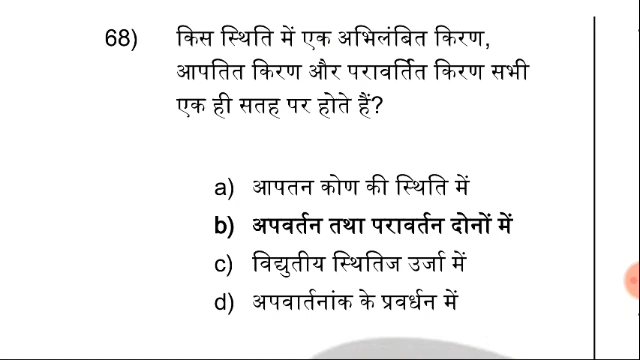 68) किस स्थिति में एक अभिलंबित किरण,
आपतित किरण और परावर्तित किरण सभी
एक ही सतह पर होते हैं?
a) आपतन कोण की स्थिति में
b) अपवर्तन तथा परावर्तन दोनों में
c) विद्युतीय स्थितिज उर्जा में
d) अपवार्तनांक के प्रवर्धन में